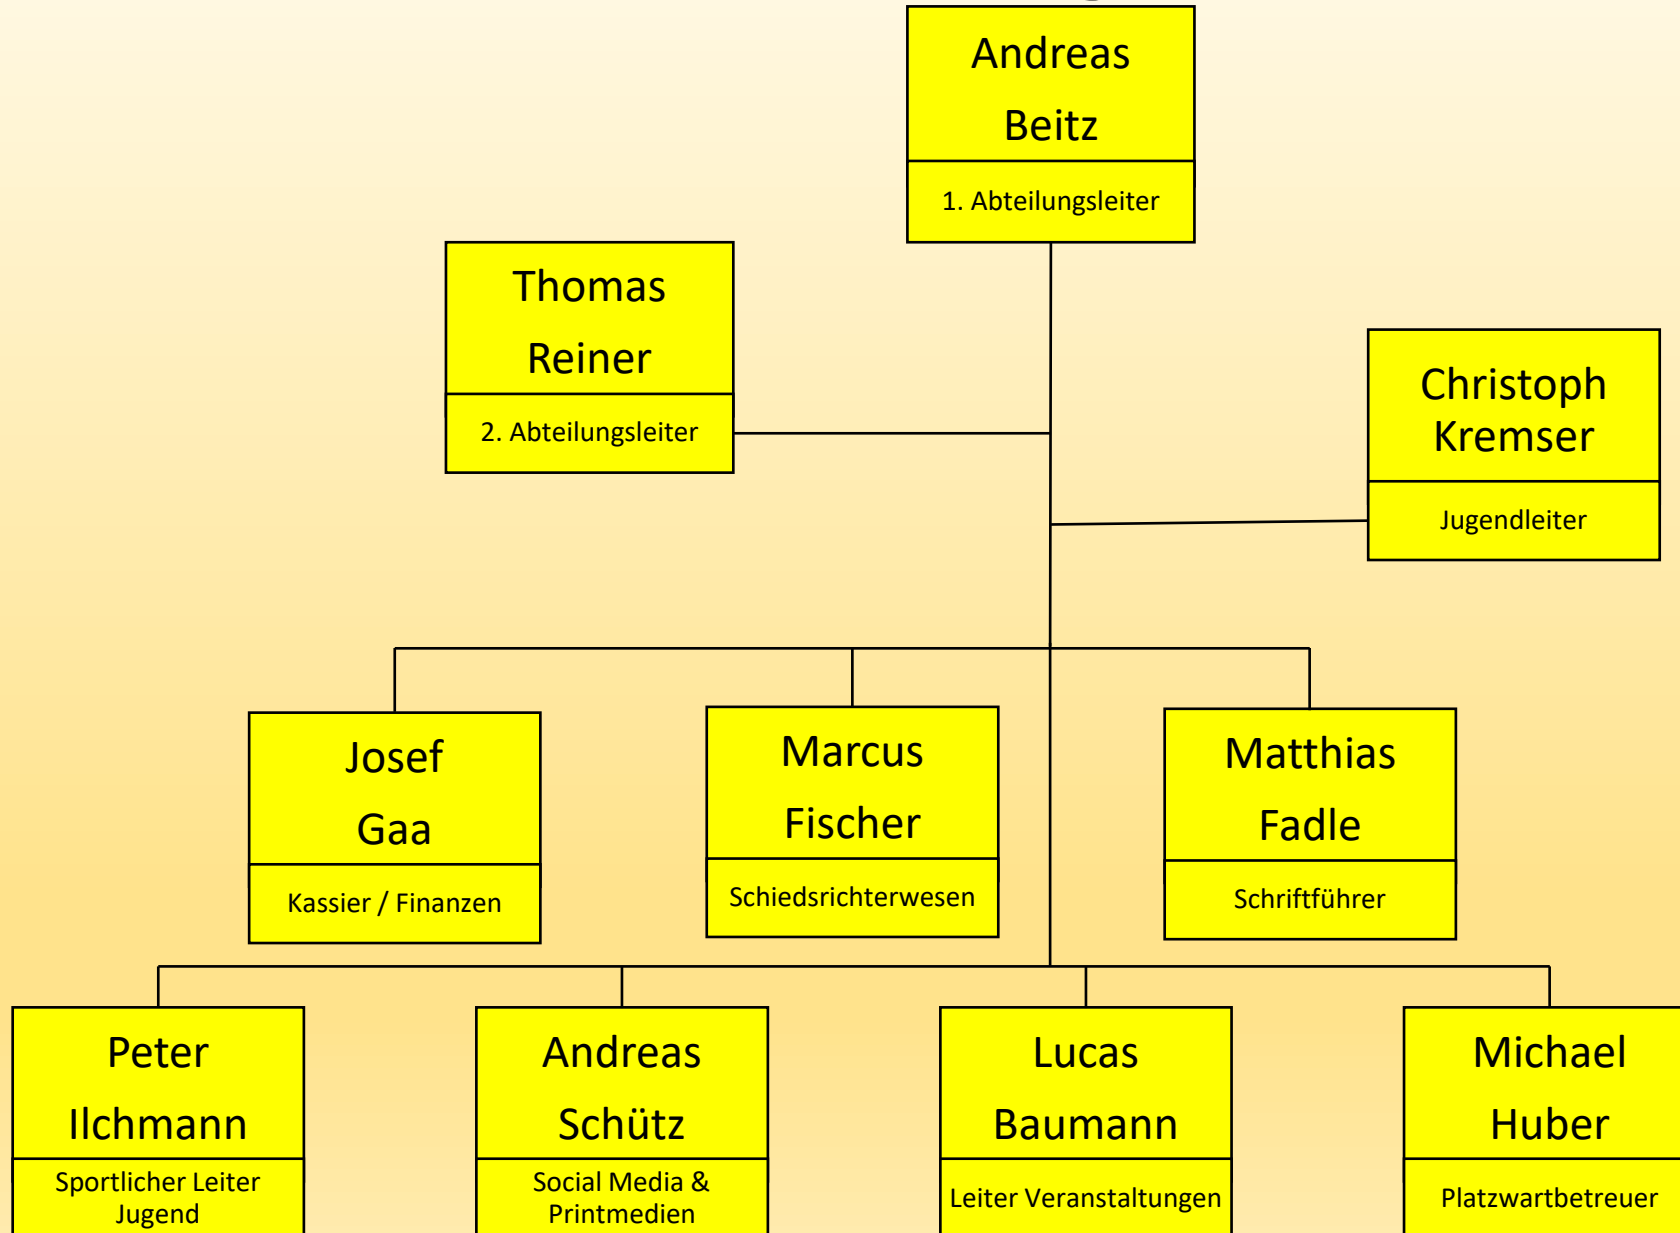 Andreas
Beitz
1. Abteilungsleiter
Thomas
Reiner
2. Abteilungsleiter
Christoph
Kremser
Jugendleiter
Josef
Gaa
Kassier / Finanzen
Marcus
Fischer
Schiedsrichterwesen
Matthias
Fadle
Schriftführer
Peter
Ilchmann
Sportlicher Leiter
Jugend
Andreas
Schütz
Social Media &
Printmedien
Lucas
Baumann
Leiter Veranstaltungen
Michael
Huber
Platzwartbetreuer